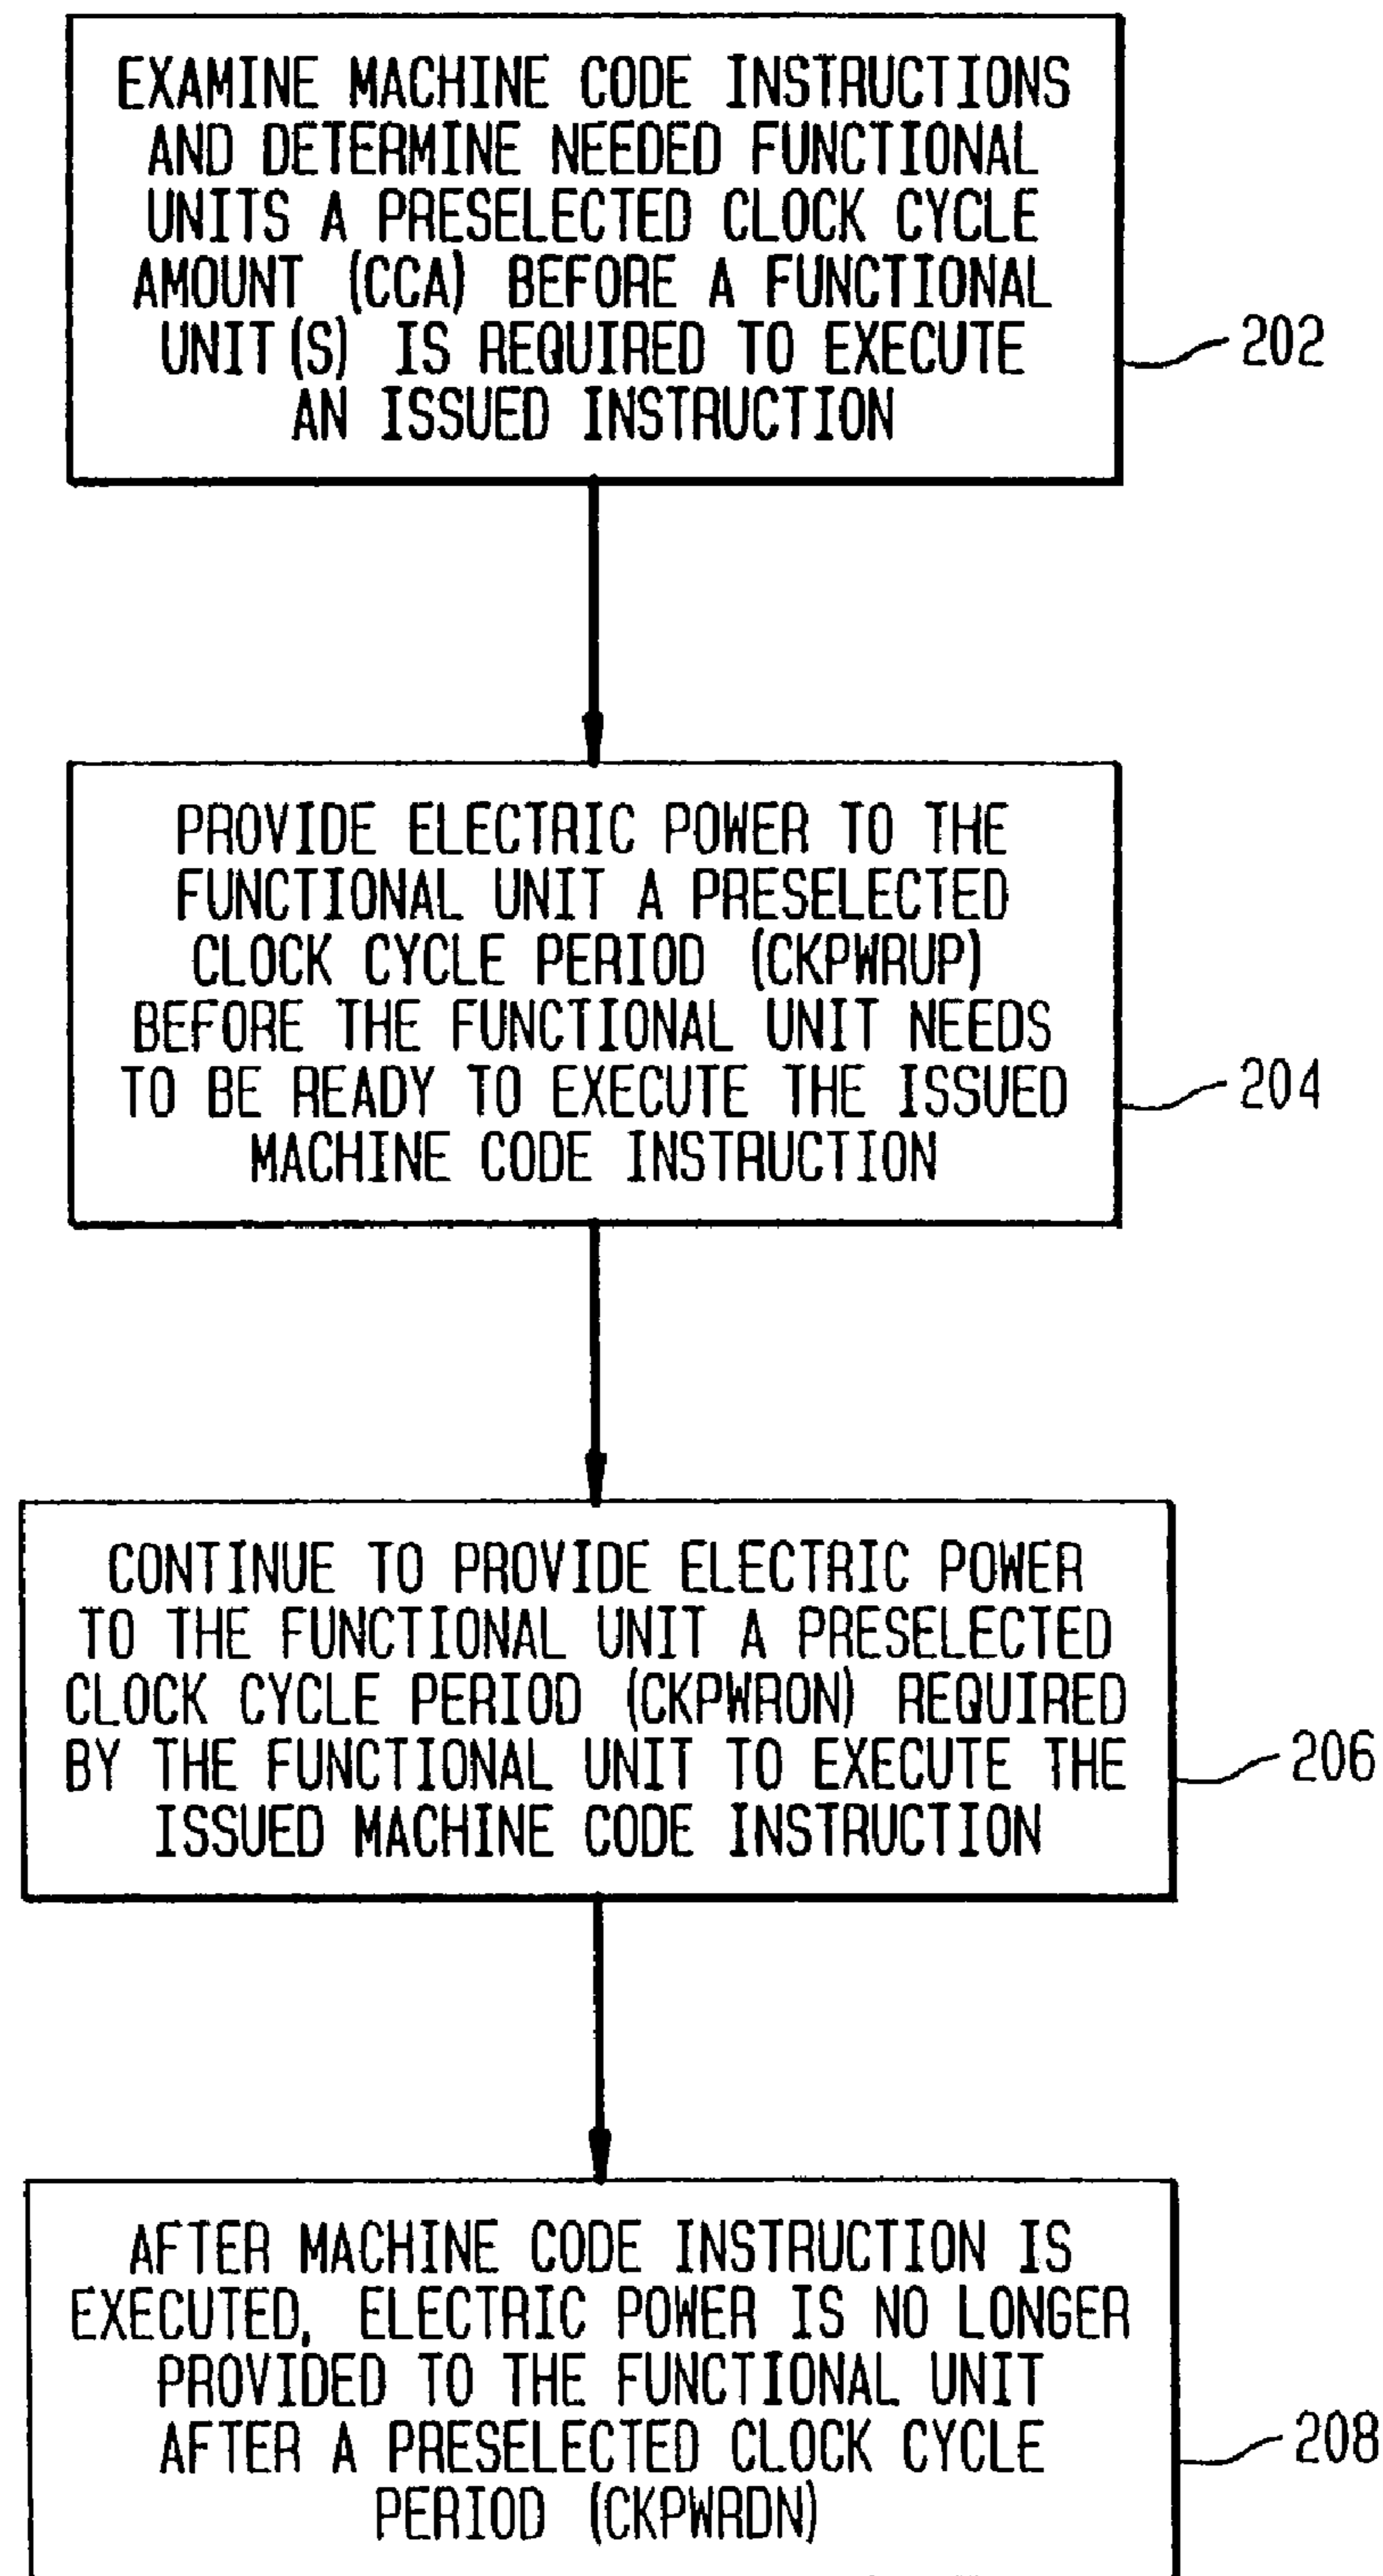 EXAMINE MACHINE CODE INSTRUCTIONS
AND DETERMINE NEEDED FUNCTIONAL
UNITS A PRESELECTED CLOCK CYCLE
AMOUNT (CCA) BEFORE A FUNCTIONAL
UNIT(S) IS REQUIRED TO EXECUTE
AN ISSUED INSTRUCTION
202
PROVIDE ELECTRIC POWER TO THE
FUNCTIONAL UNIT A PRESELECTED
CLOCK CYCLE PERIOD (CKPWRUP)
BEFORE THE FUNCTIONAL UNIT NEEDS
TO BE READY TO EXECUTE THE ISSUED
MACHINE CODE INSTRUCTION
204
CONTINUE TO PROVIDE ELECTRIC POWER
TO THE FUNCTIONAL UNIT A PRESELECTED
CLOCK CYCLE PERIOD (CKPWRON) REQUIRED
BY THE FUNCTIONAL UNIT TO EXECUTE THE
ISSUED MACHINE CODE INSTRUCTION
206
AFTER MACHINE CODE INSTRUCTION IS
EXECUTED, ELECTRIC POWER IS NO LONGER
PROVIDED TO THE FUNCTIONAL UNIT
AFTER A PRESELECTED CLOCK CYCLE
PERIOD (CKPWRDN)
208